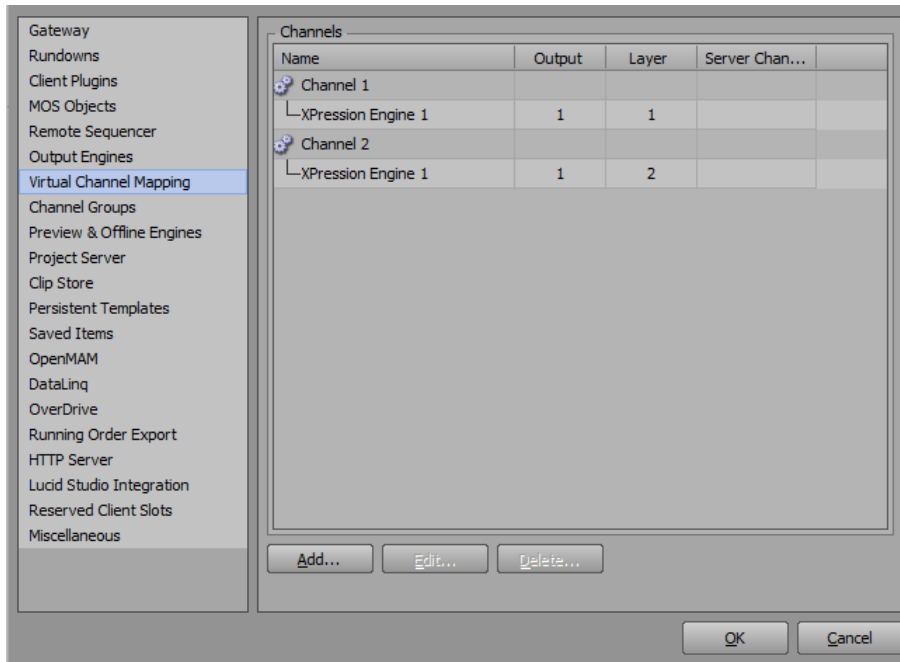 Gateway
Rundowns
Client Plugins
MOS Objects
Remote Sequencer
Output Engines
Virtual Channel Mapping
Channel Groups
Preview & Offline Engines
Project Server
Clip Store
Persistent Templates
Saved Items
OpenMAM
DataLinq
OverDrive
Running Order Export
HTTP Server
Lucid Studio Integration
Reserved Client Slots
Miscellaneous
Channels
Name Output Layer Server Chan...
Channel 1
XPression Engine 1 1 1
Channel 2
XPression Engine 1 1 2
Add... Edit... Delete...
OK Cancel